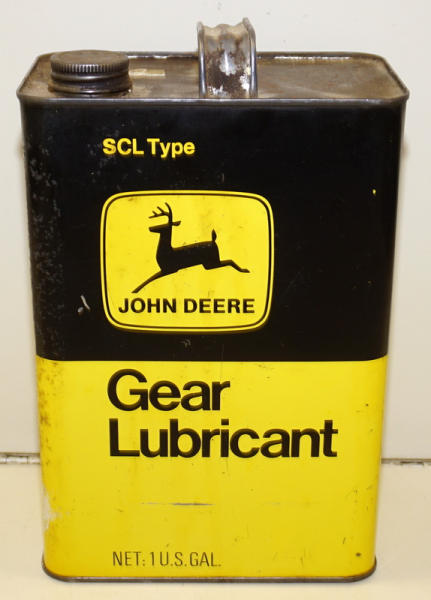 SCL Type
JOHN DEERE
Gear
Lubricant
NET: 1 U.S. GAL.